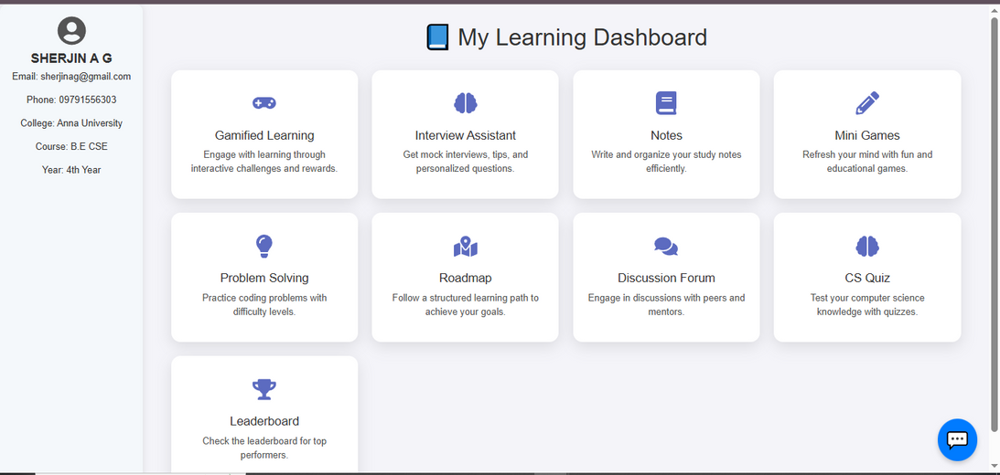 SHERJIN A G
Email: sherjinag@gmail.com
Phone: 09791556303
College: Anna University
Course: B.E CSE
Year: 4th Year
My Learning Dashboard
Gamified Learning
Engage with learning through
interactive challenges and rewards.
Interview Assistant
Get mock interviews, tips, and
personalized questions.
Notes
Write and organize your study notes
efficiently.
Mini Games
Refresh your mind with fun and
educational games.
Problem Solving
Practice coding problems with
difficulty levels.
Roadmap
Follow a structured learning path to
achieve your goals.
Discussion Forum
Engage in discussions with peers and
mentors.
CS Quiz
Test your computer science
knowledge with quizzes.
Leaderboard
Check the leaderboard for top
performers.